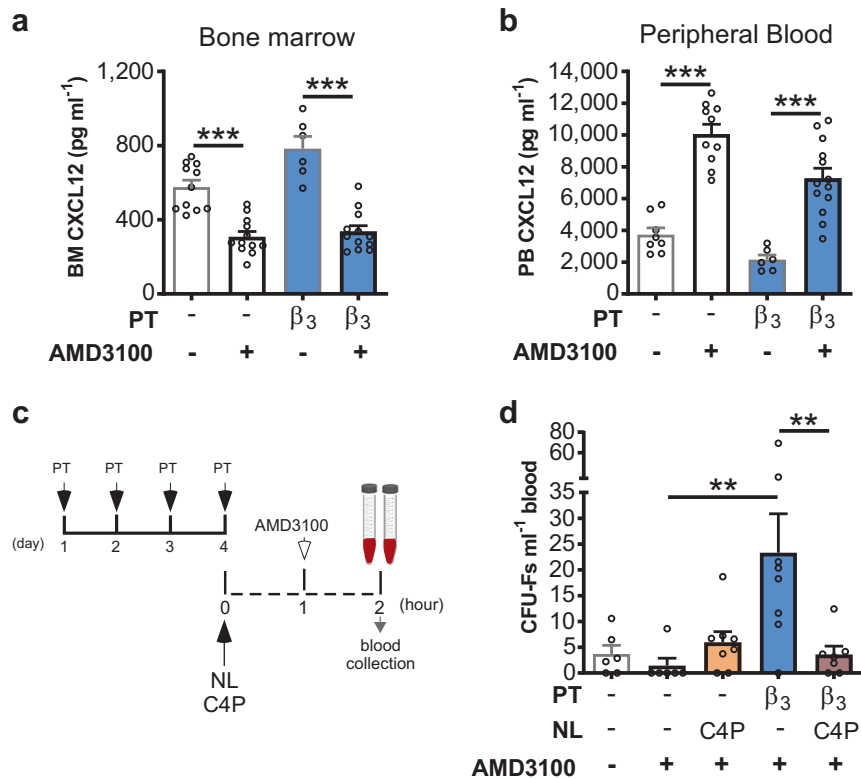 a
Bone marrow
BM CXCL12 (pg ml⁻¹)
1,200
800
400
0
*** ***
PT - - β₃ β₃
AMD3100 - + - +
b
Peripheral Blood
PB CXCL12 (pg ml⁻¹)
14,000
12,000
10,000
8,000
6,000
4,000
2,000
0
*** ***
PT - - β₃ β₃
AMD3100 - + - +
c
PT PT PT PT
(day) 1 2 3 4
AMD3100
0 1 2 (hour)
NL
C4P
blood
collection
d
CFU-Fs ml⁻¹ blood
80
60
35
30
25
20
15
10
5
0
**
**
PT - - - β₃ β₃
NL - - C4P - C4P
AMD3100 - + + + +